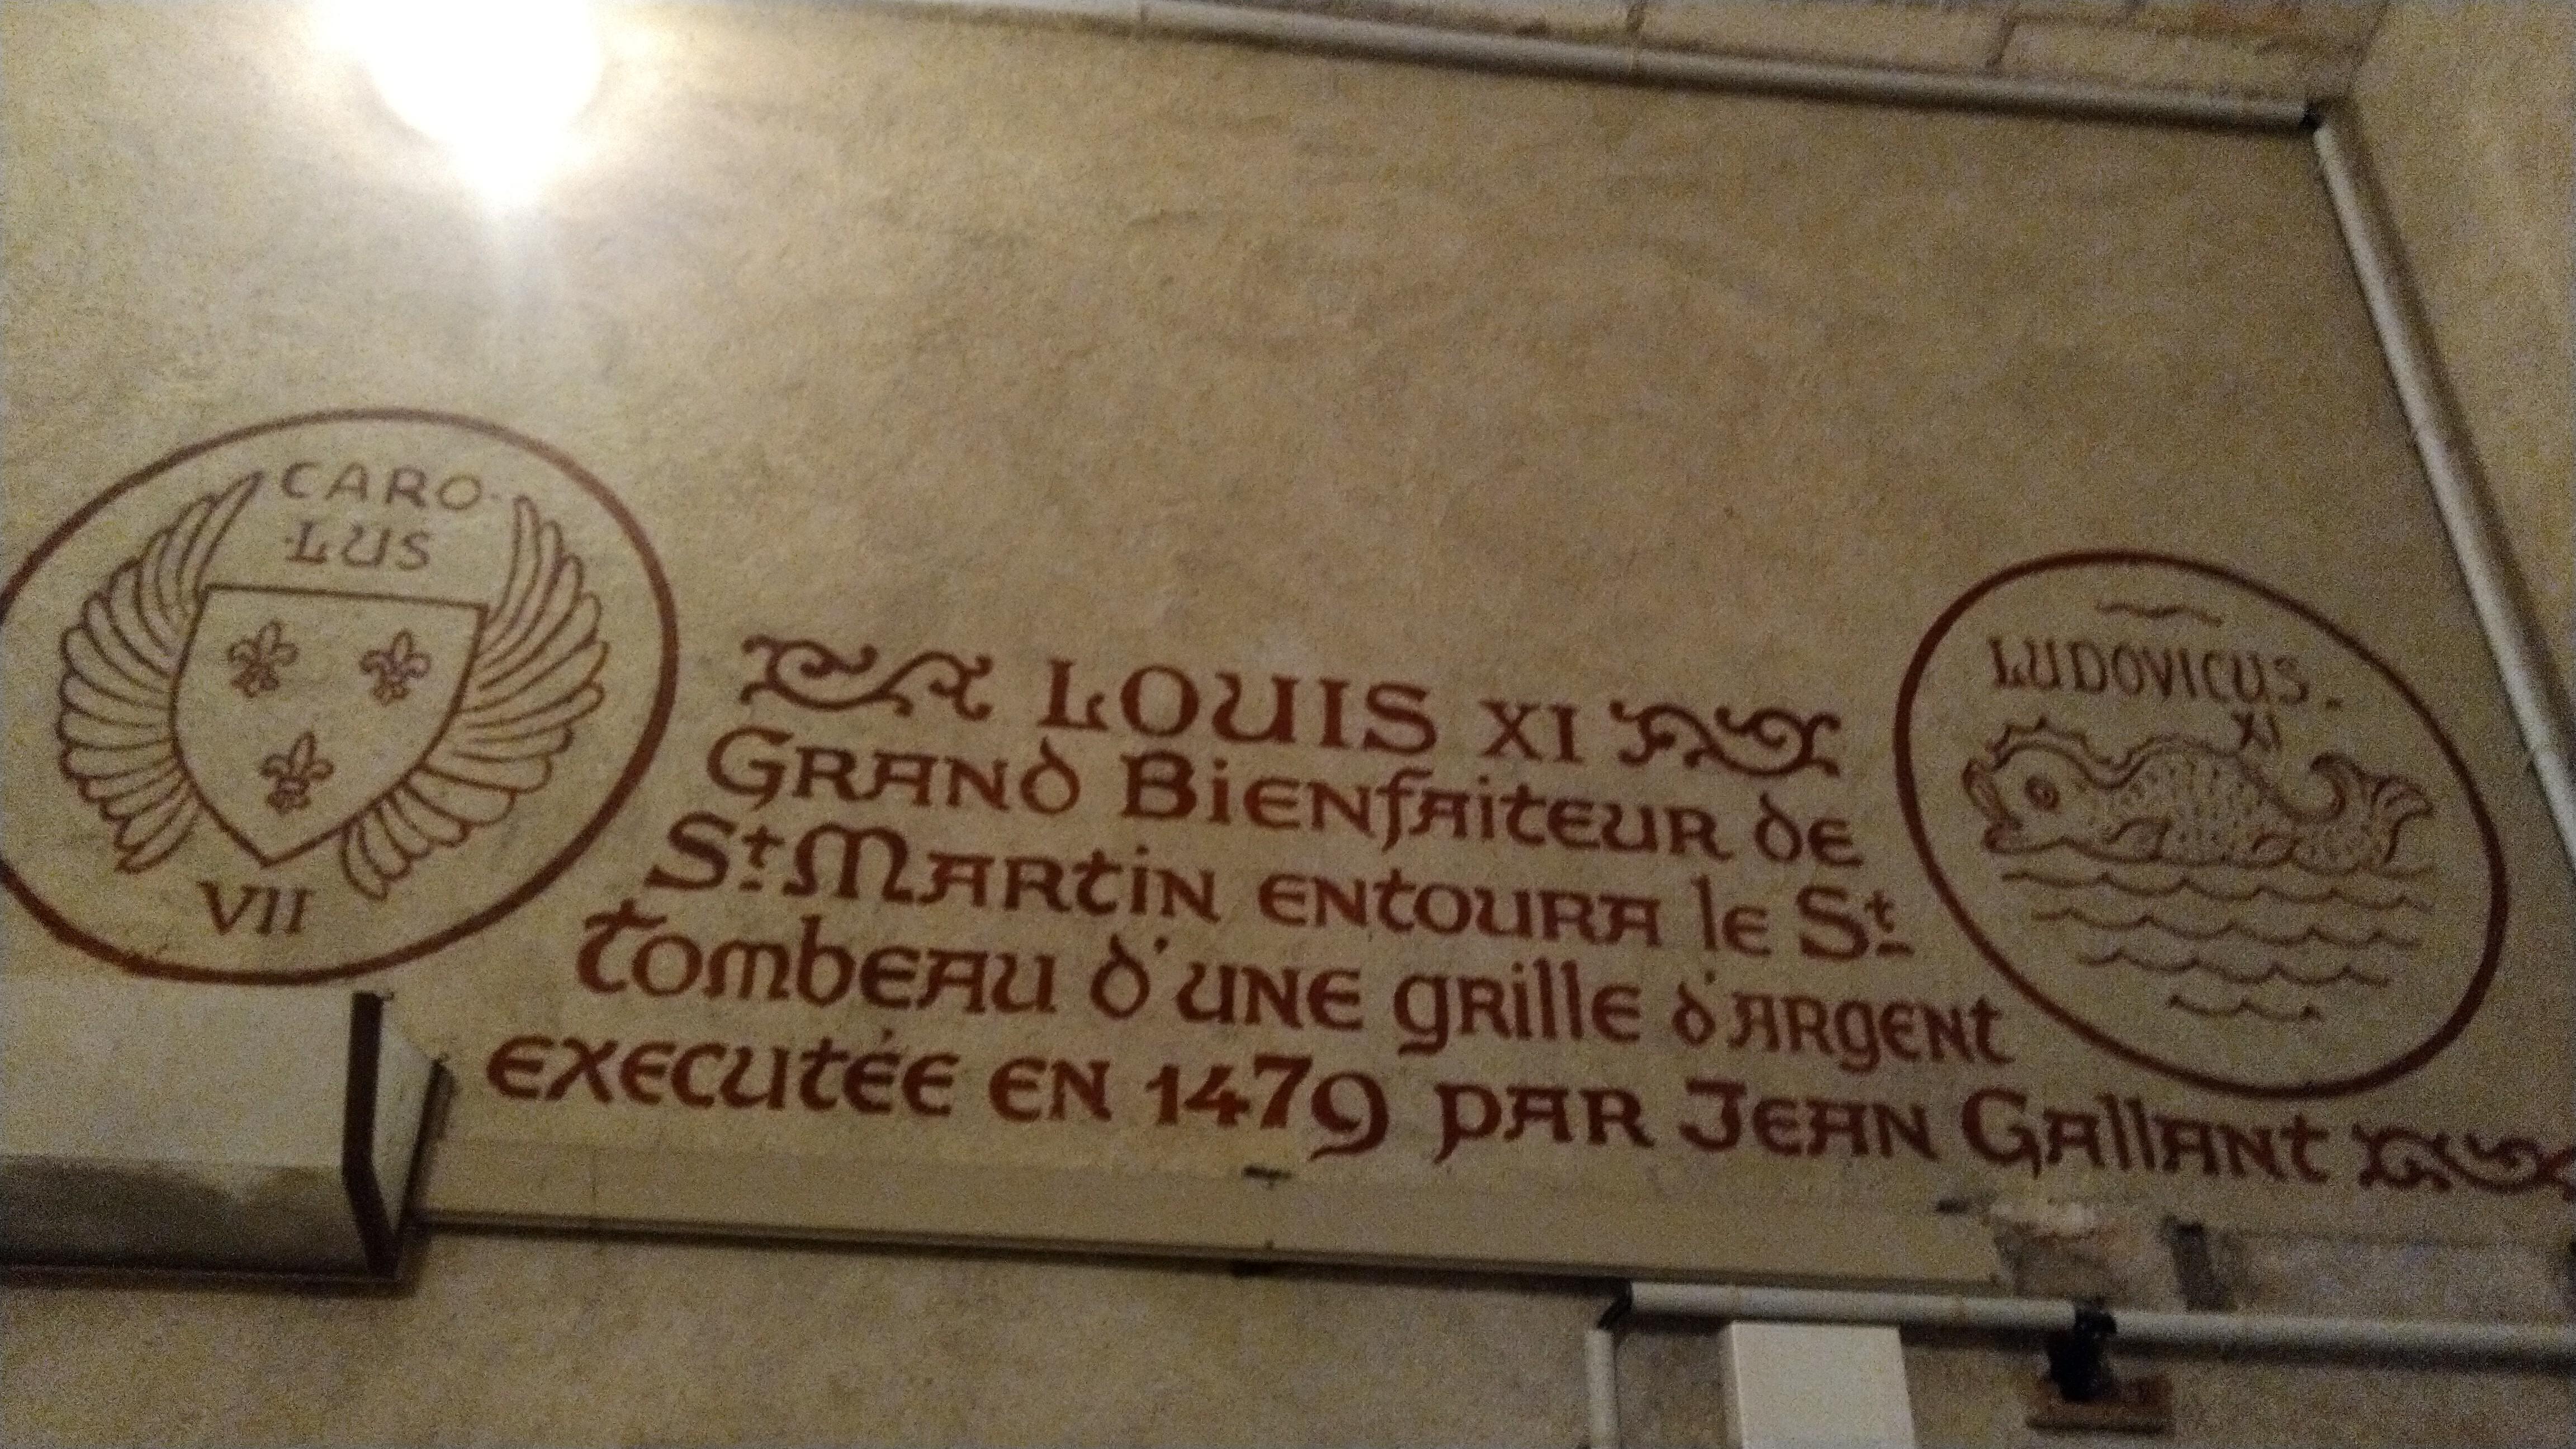 CARO-
LUS
VII
LOUIS XI
GRAND BIENFAITEUR DE
St. MARTIN ENTOURA LE St.
TOMBEAU D'UNE GRILLE D'ARGENT
EXECUTÉE EN 1479 PAR JEAN GALLANT
LUDOVICUS.
XI